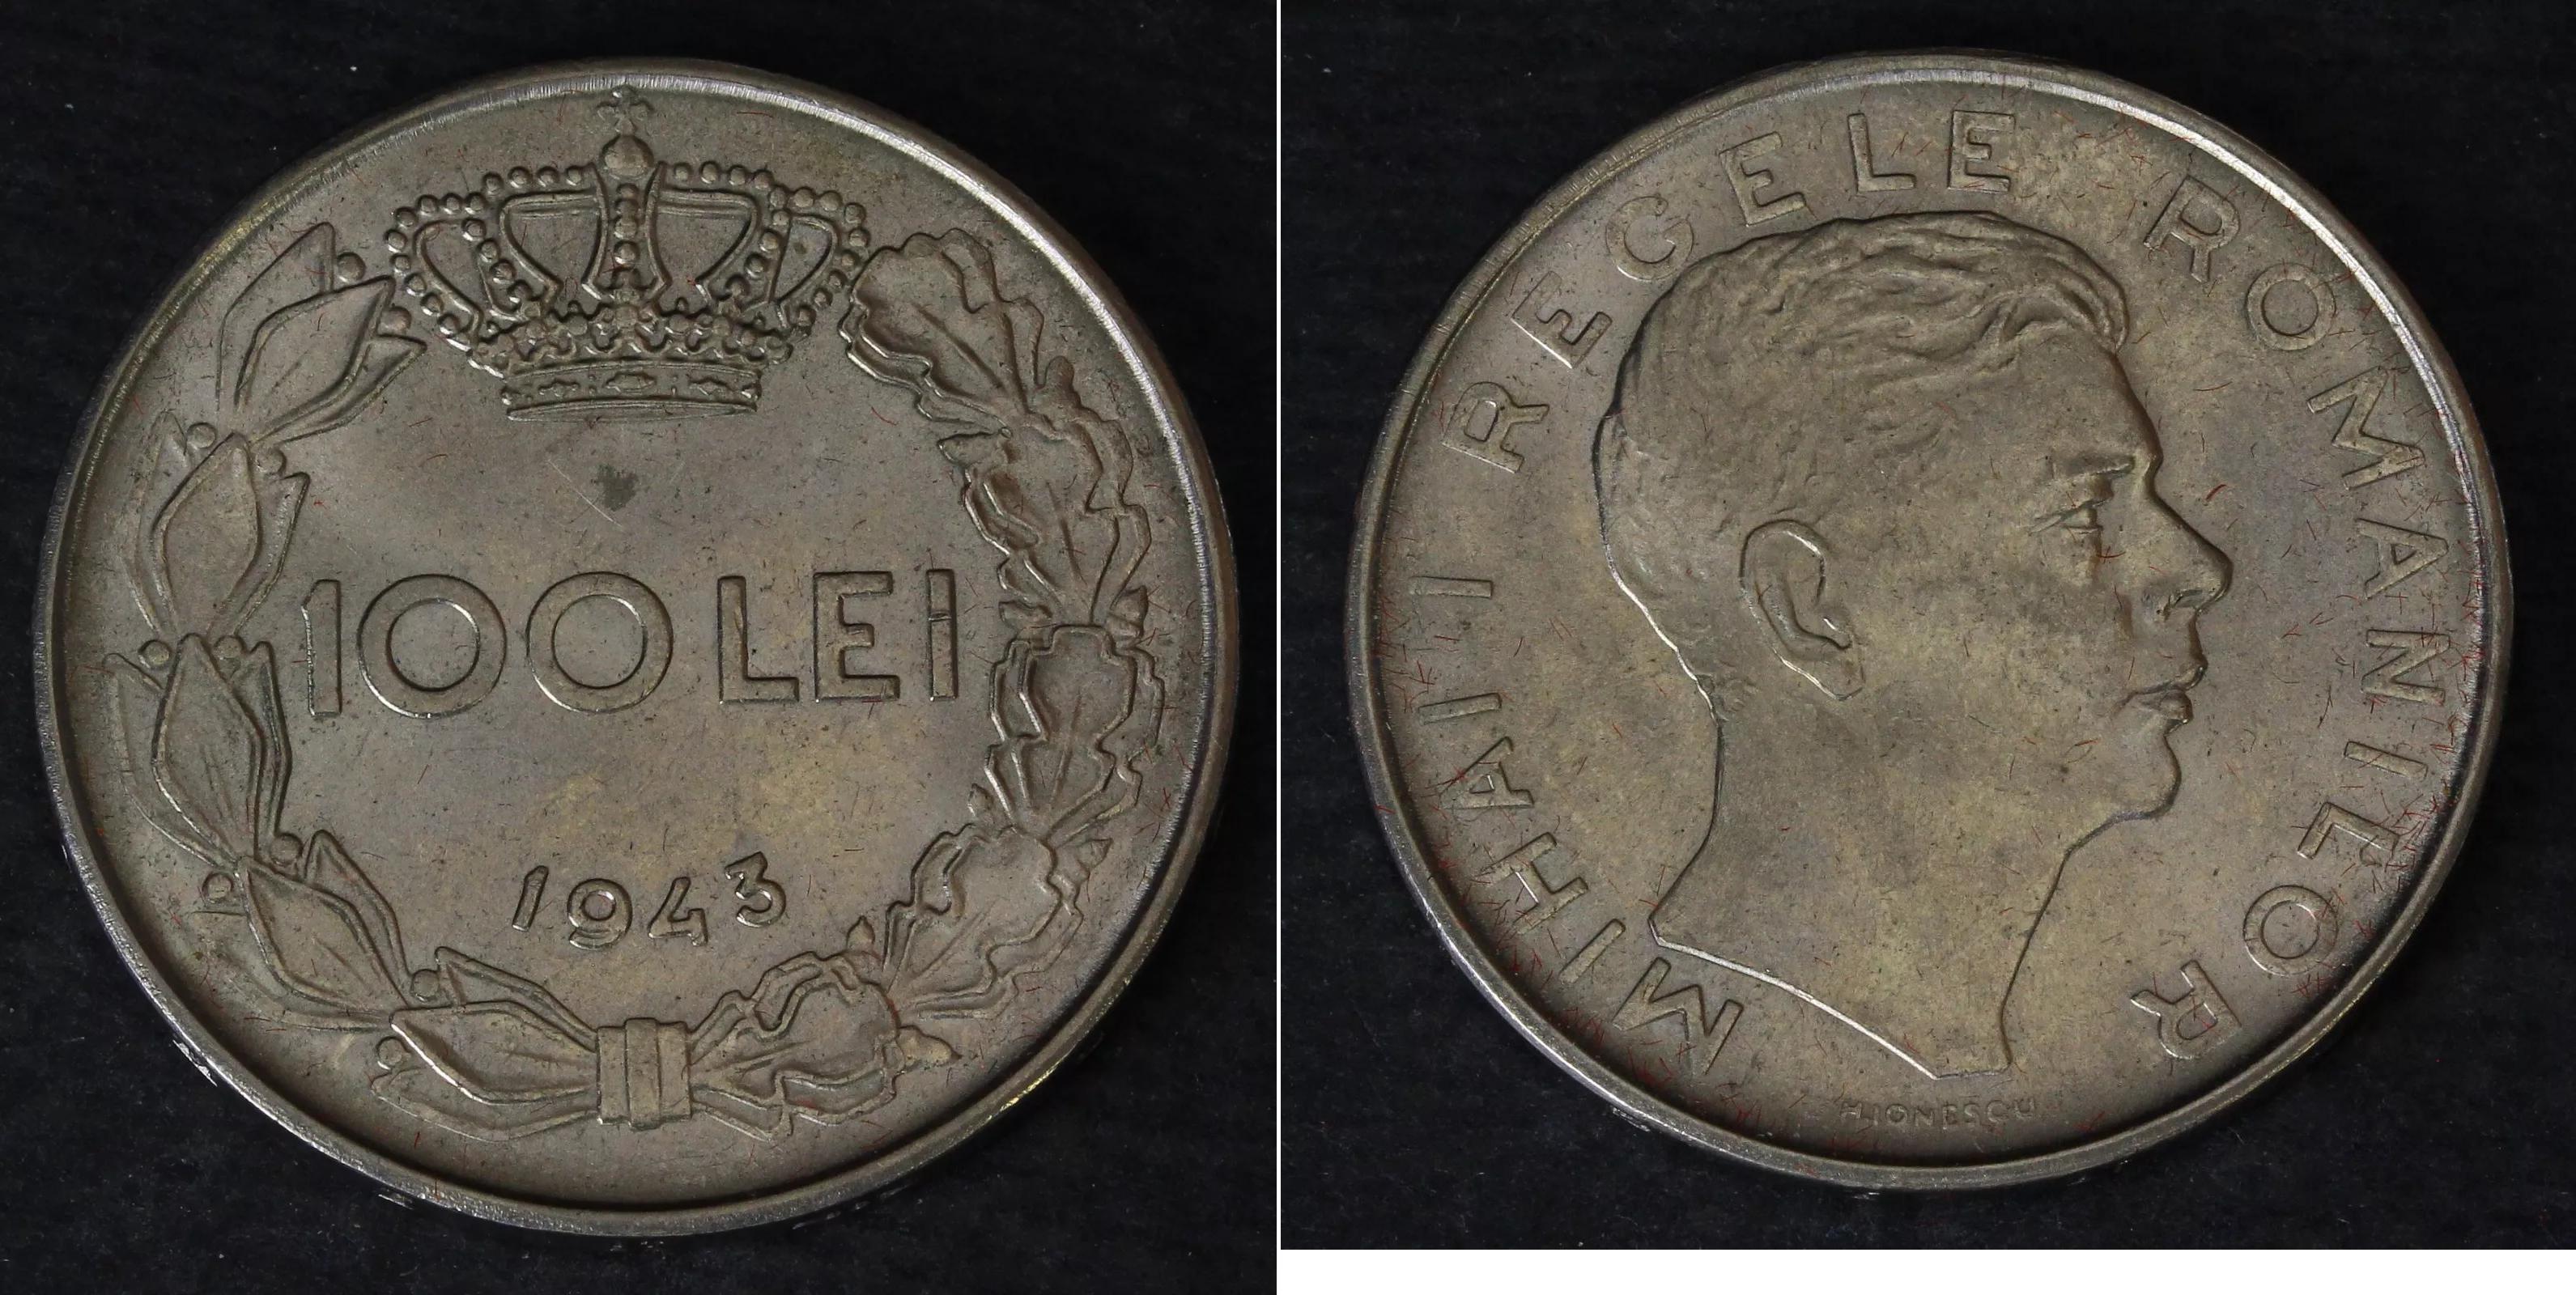 100 LEI
1943
MIHAI I REGELE ROMANILOR
H.IONESCU